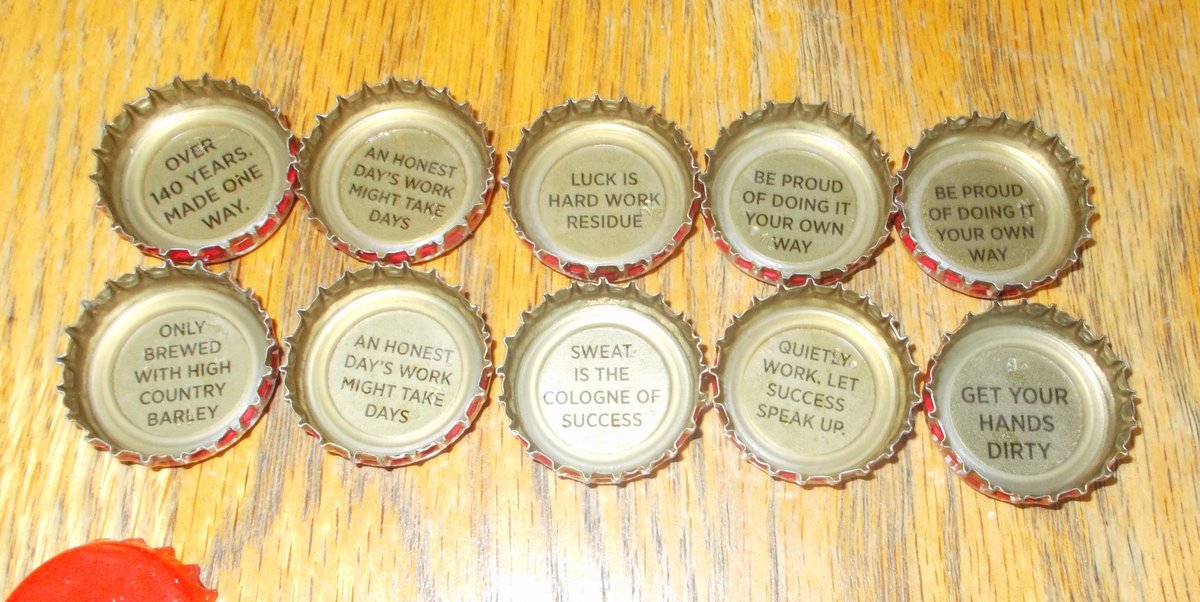 OVER
140 YEARS.
MADE ONE
WAY.
AN HONEST
DAY'S WORK
MIGHT TAKE
DAYS
LUCK IS
HARD WORK
RESIDUE
BE PROUD
OF DOING IT
YOUR OWN
WAY
BE PROUD
OF DOING IT
YOUR OWN
WAY
ONLY
BREWED
WITH HIGH
COUNTRY
BARLEY
AN HONEST
DAY'S WORK
MIGHT TAKE
DAYS
SWEAT
IS THE
COLOGNE OF
SUCCESS
QUIETLY
WORK. LET
SUCCESS
SPEAK UP.
GET YOUR
HANDS
DIRTY